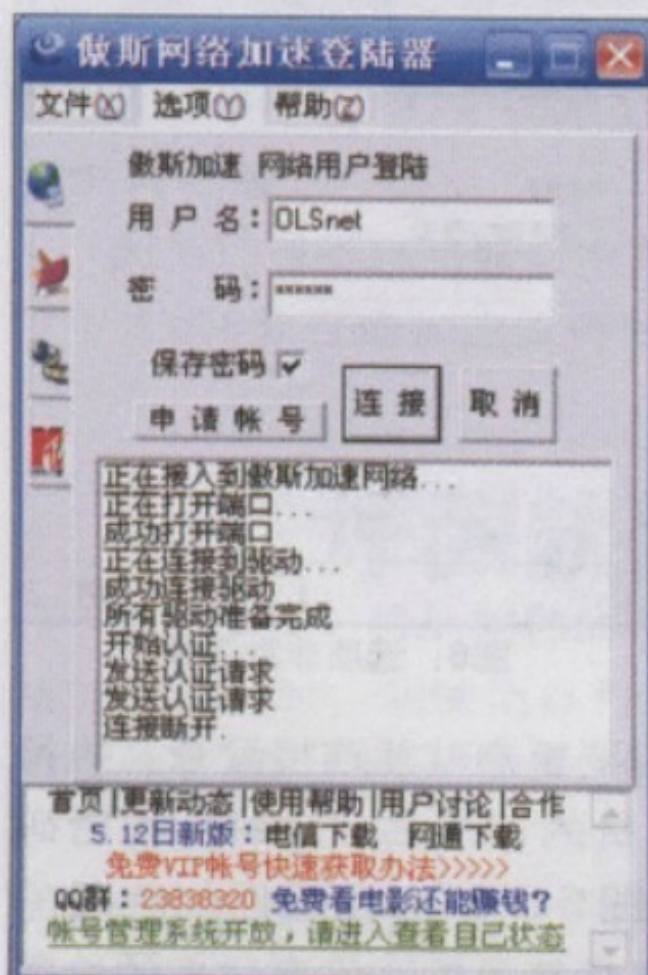 傲斯网络加速登陆器
文件(X) 选项(Y) 帮助(Z)
傲斯加速 网络用户登陆
用 户 名：OLSnet
密 码：******
保存密码
申请帐号 连接 取消
正在接入到傲斯加速网络...
正在打开端口...
成功打开端口
正在连接到驱动...
成功连接驱动
所有驱动准备完成
开始认证...
发送认证请求
发送认证请求
连接断开.
首页|更新动态|使用帮助|用户讨论|合作
5.12日新版：电信下载 网通下载
免费VIP帐号快速获取办法>>>>>
QQ群：23838320 免费看电影还能赚钱？
帐号管理系统开放，请进入查看自己状态